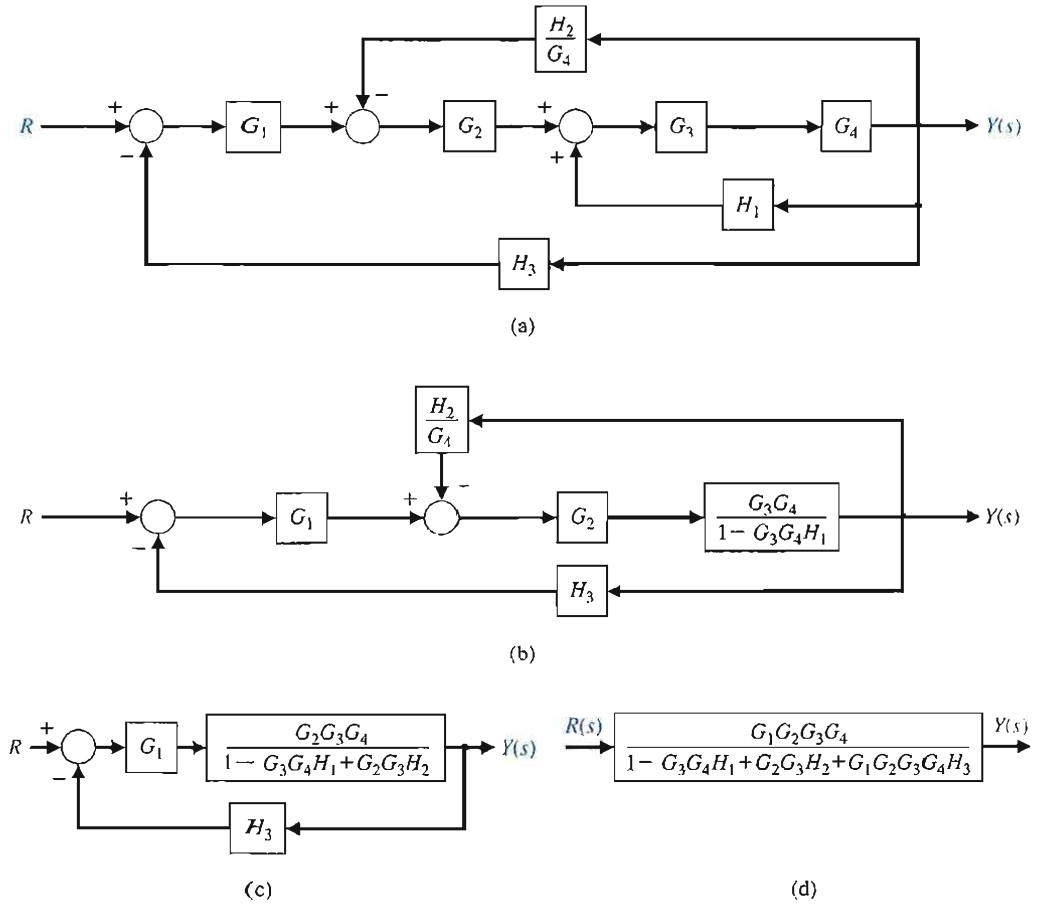 H2
G4
+ − + +
R G1 G2 G3 G4 Y(s)
− +
H1
H3
(a)
H2
G4
+ + −
R G1 G2 G3G4 Y(s)
1− G3G4H1
−
H3
(b)
+
R G1 G2G3G4 Y(s)
1− G3G4H1+G2G3H2
−
H3
(c)
R(s) G1G2G3G4 Y(s)
1− G3G4H1+G2G3H2+G1G2G3G4H3
(d)